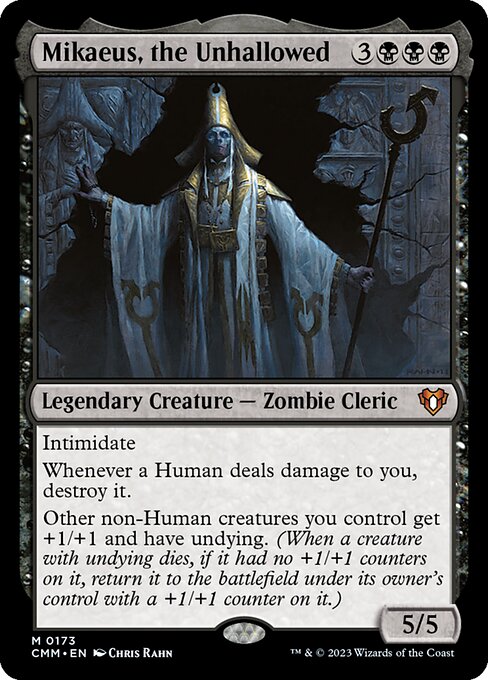 Mikaeus, the Unhallowed 3
RAHN·11
Legendary Creature — Zombie Cleric
Intimidate
Whenever a Human deals damage to you,
destroy it.
Other non-Human creatures you control get
+1/+1 and have undying. (When a creature
with undying dies, if it had no +1/+1 counters
on it, return it to the battlefield under its owner's
control with a +1/+1 counter on it.)
5/5
M 0173
CMM • EN Chris Rahn
™ & © 2023 Wizards of the Coast